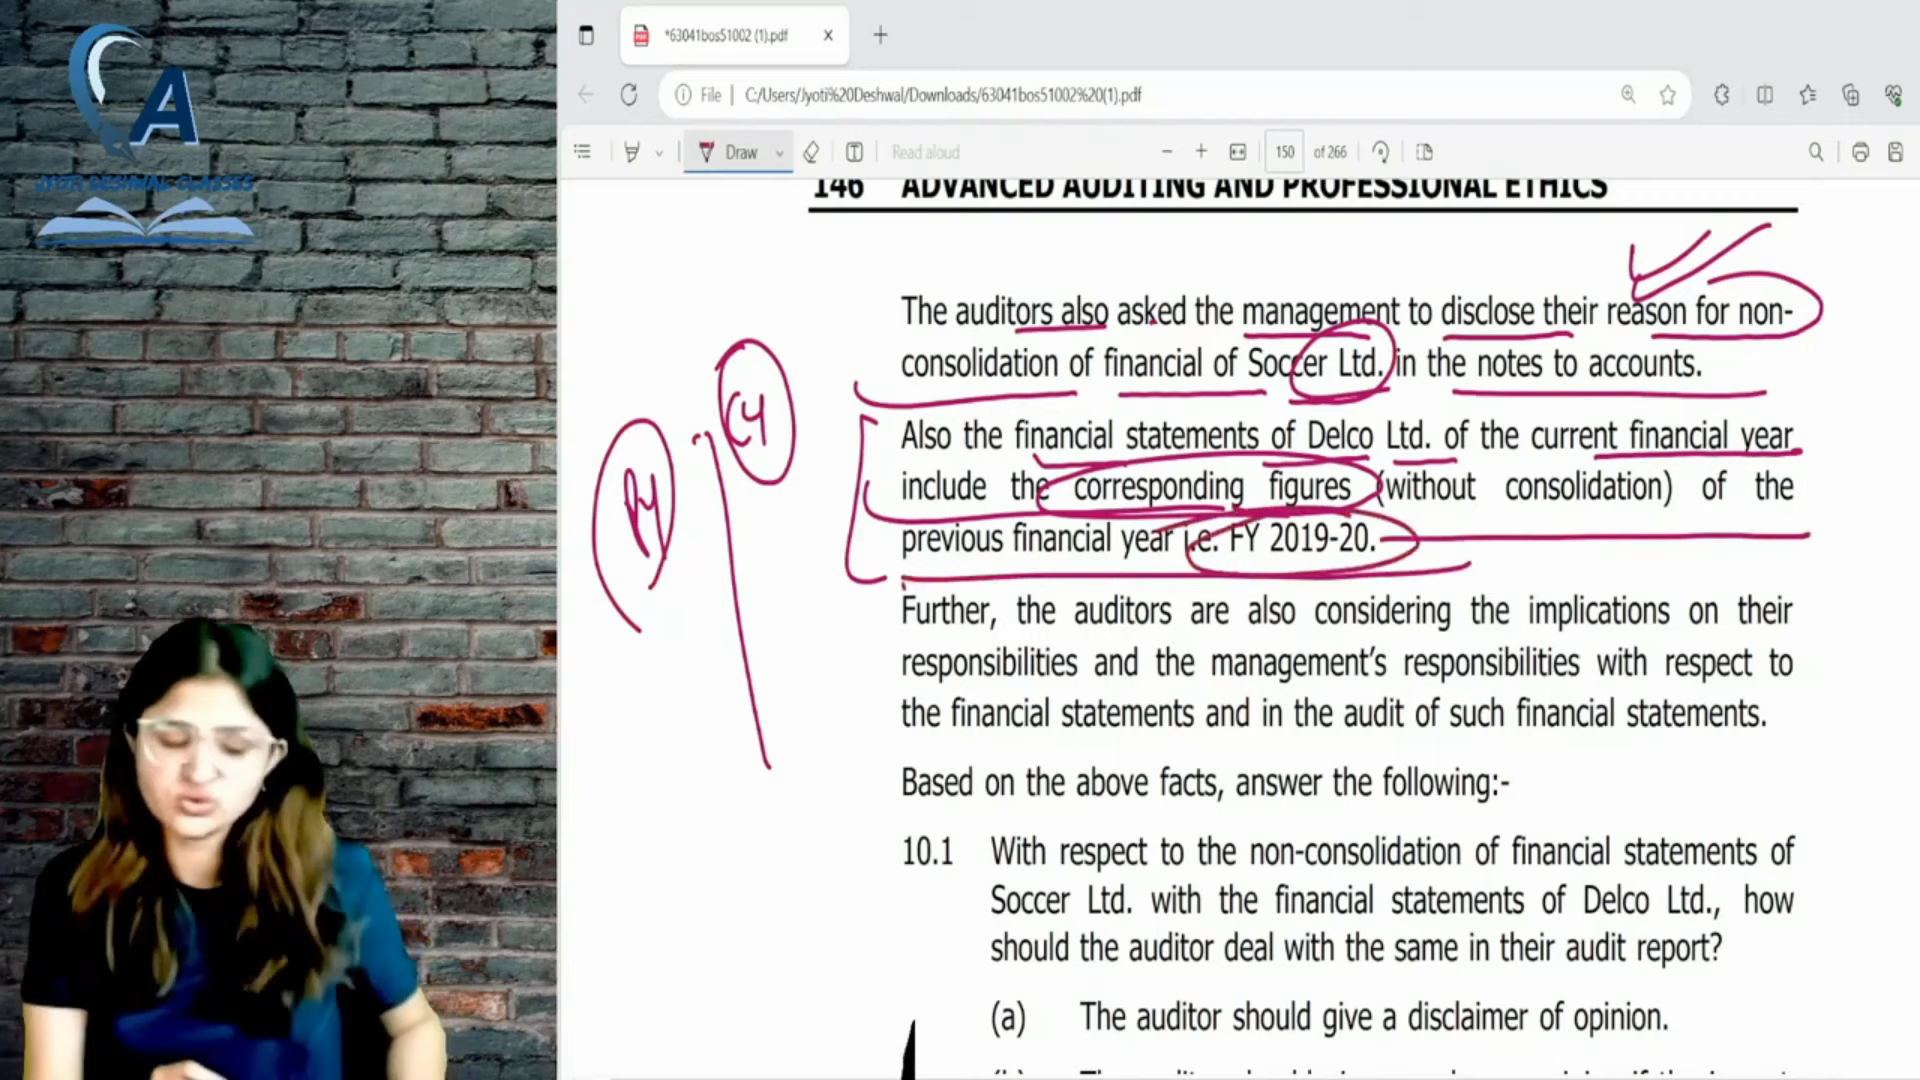 A
JYOTI DESHWAL CLASSES
*63041bos51002 (1).pdf
File
C:/Users/Jyoti%20Deshwal/Downloads/63041bos51002%20(1).pdf
Draw
Read aloud
150 of 266
146 ADVANCED AUDITING AND PROFESSIONAL ETHICS
The auditors also asked the management to disclose their reason for non-
consolidation of financial of Soccer Ltd. in the notes to accounts.
Also the financial statements of Delco Ltd. of the current financial year
include the corresponding figures (without consolidation) of the
previous financial year i.e. FY 2019-20.
CY
PY
Further, the auditors are also considering the implications on their
responsibilities and the management's responsibilities with respect to
the financial statements and in the audit of such financial statements.
Based on the above facts, answer the following:-
10.1 With respect to the non-consolidation of financial statements of
Soccer Ltd. with the financial statements of Delco Ltd., how
should the auditor deal with the same in their audit report?
(a) The auditor should give a disclaimer of opinion.